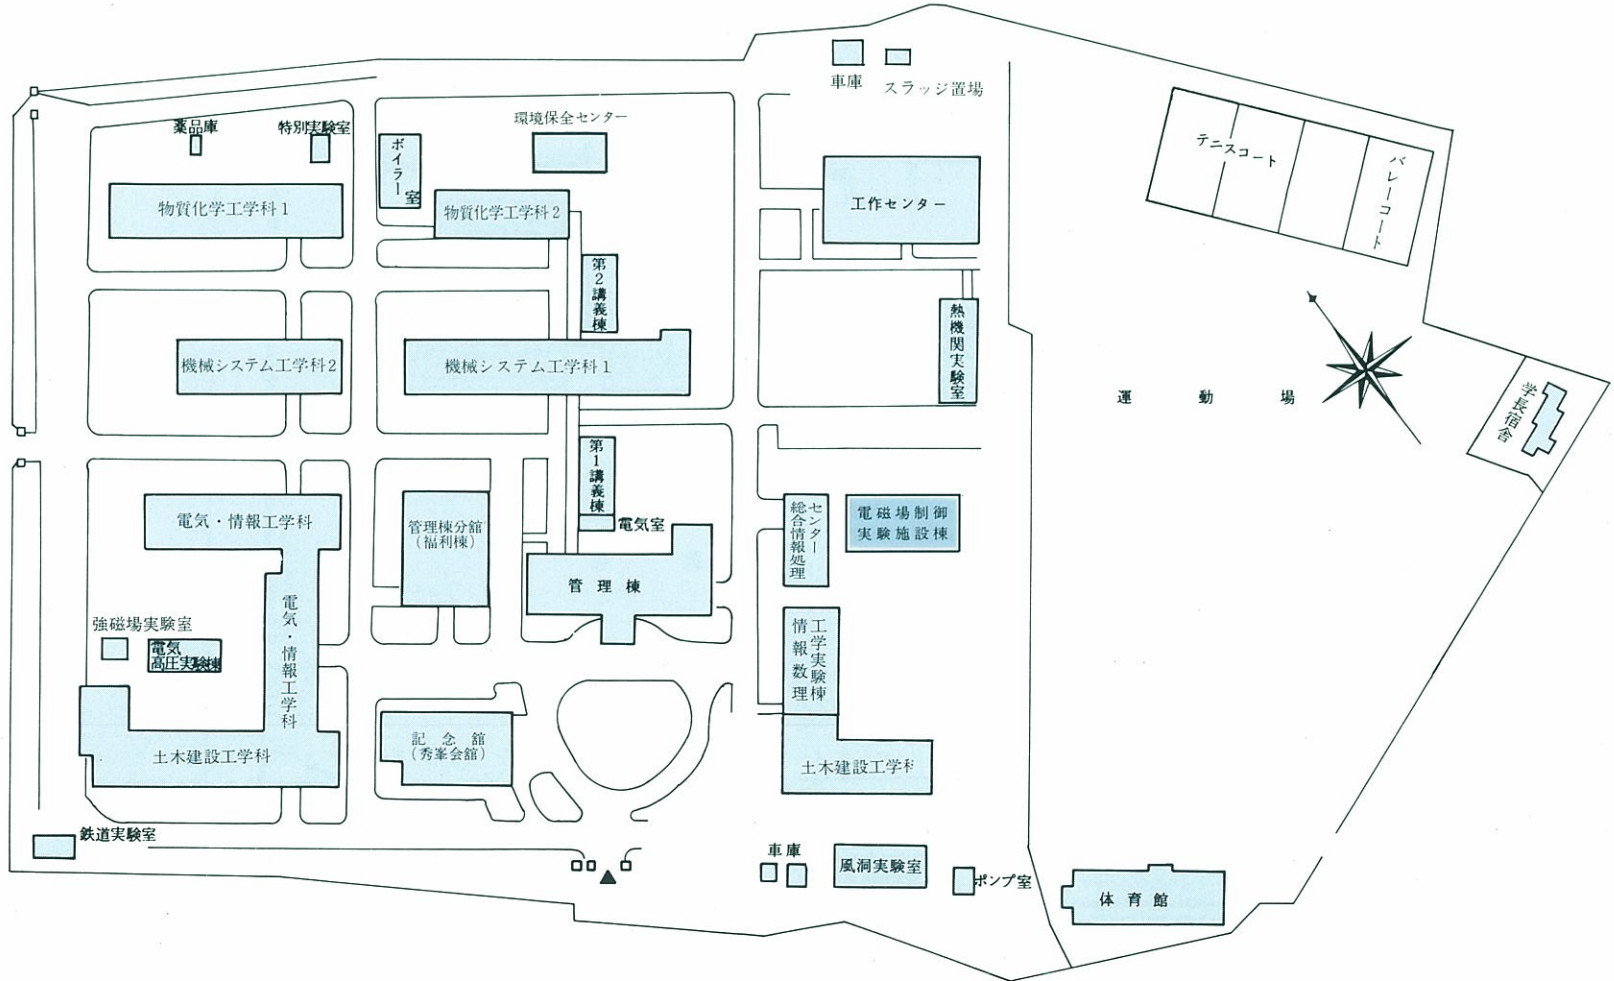 車庫
スラッジ置場
薬品庫
特別実験室
環境保全センター
ボイラー室
テニスコート
バレーコート
物質化学工学科1
物質化学工学科2
工作センター
第2講義棟
機械システム工学科2
機械システム工学科1
熱機関実験室
運動場
学長宿舎
第1講義棟
電気室
電気・情報工学科
管理棟分館
(福利棟)
総合情報処理
センター
電磁場制御
実験施設棟
管理棟
電気・情報工学科
強磁場実験室
電気
高圧実験棟
情報数理
工学実験棟
土木建設工学科
記念館
(秀峯会館)
土木建設工学科
鉄道実験室
車庫
風洞実験室
ポンプ室
体育館